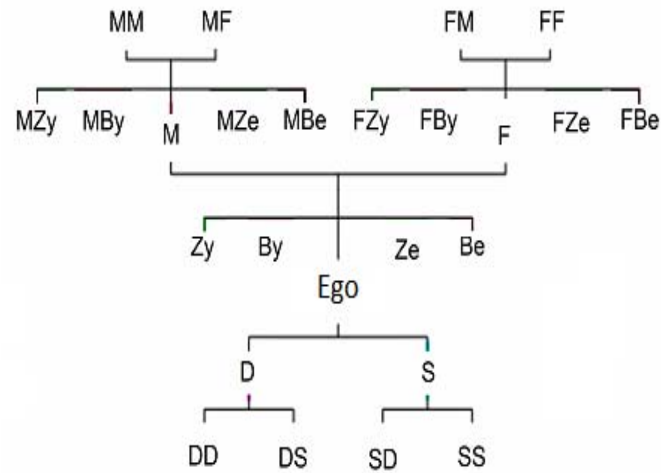 MM MF FM FF
MZy MBy M MZe MBe FZy FBy F FZe FBe
Zy By Ze Be
Ego
D S
DD DS SD SS